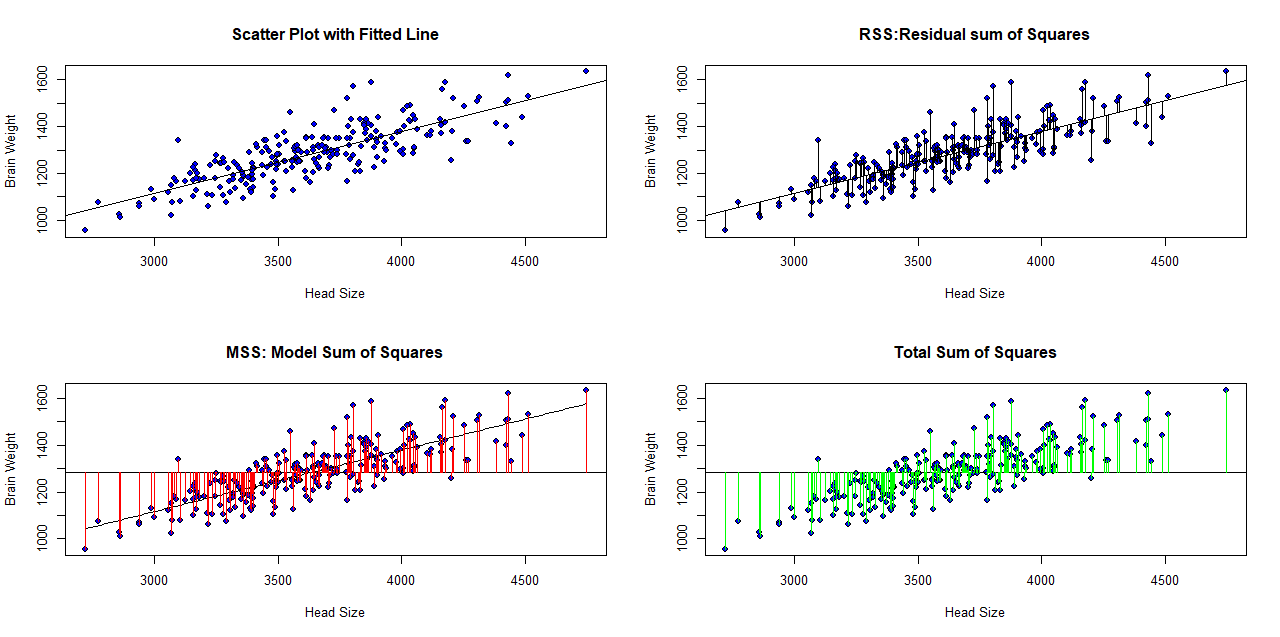 Scatter Plot with Fitted Line
1600
1400
1200
1000
Brain Weight
3000 3500 4000 4500
Head Size
RSS:Residual sum of Squares
1600
1400
1200
1000
Brain Weight
3000 3500 4000 4500
Head Size
MSS: Model Sum of Squares
1600
1400
1200
1000
Brain Weight
3000 3500 4000 4500
Head Size
Total Sum of Squares
1600
1400
1200
1000
Brain Weight
3000 3500 4000 4500
Head Size